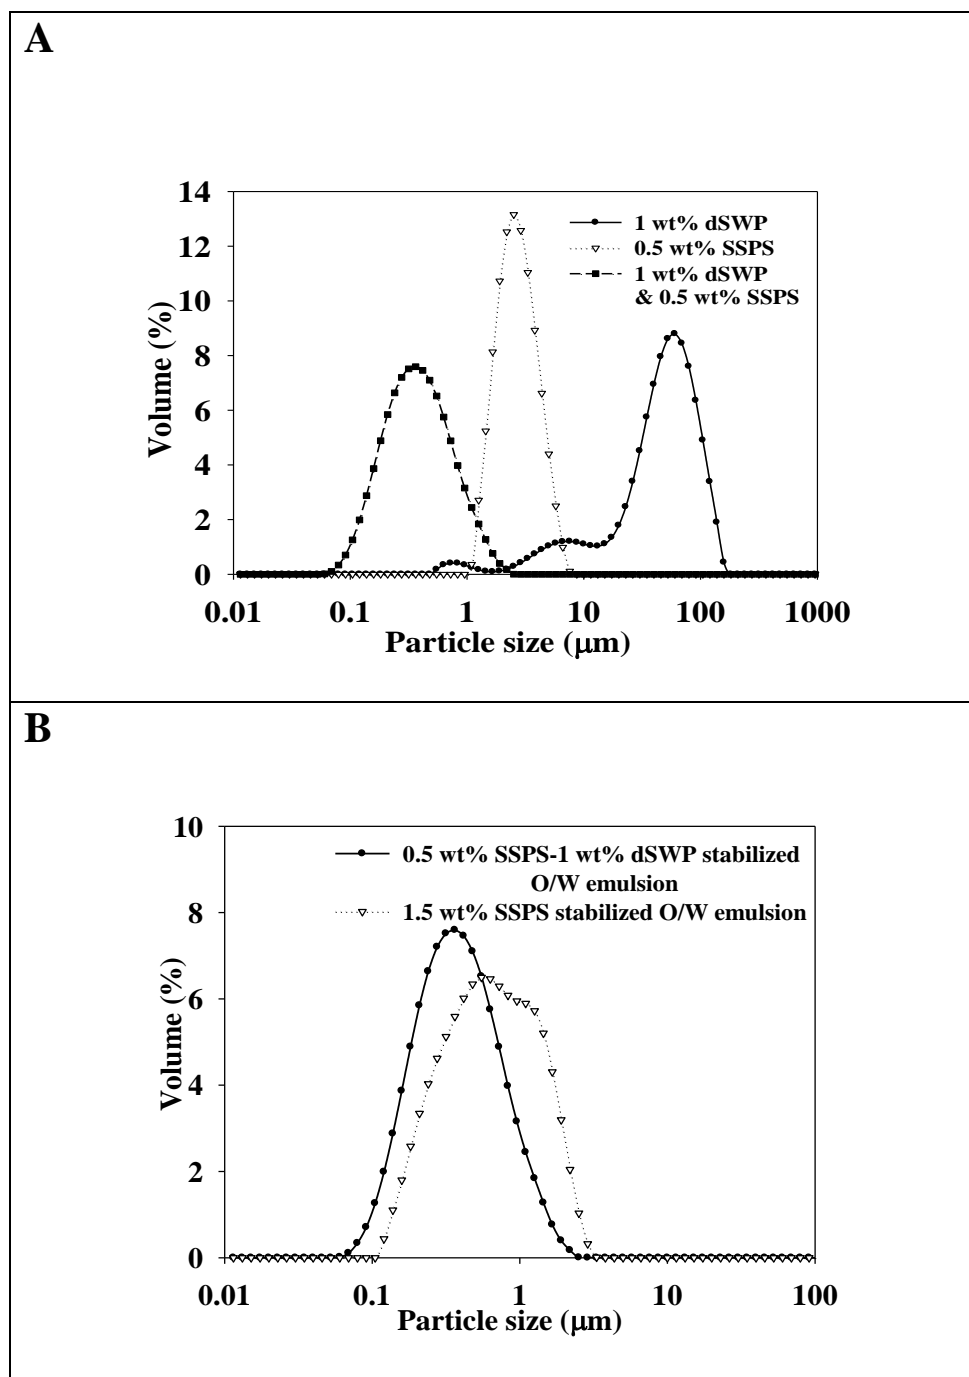 A
14
12
10
8
6
4
2
0
Volume (%)
1 wt% dSWP
0.5 wt% SSPS
1 wt% dSWP
& 0.5 wt% SSPS
0.01 0.1 1 10 100 1000
Particle size (μm)
B
10
8
6
4
2
0
Volume (%)
0.5 wt% SSPS-1 wt% dSWP stabilized
O/W emulsion
1.5 wt% SSPS stabilized O/W emulsion
0.01 0.1 1 10 100
Particle size (μm)